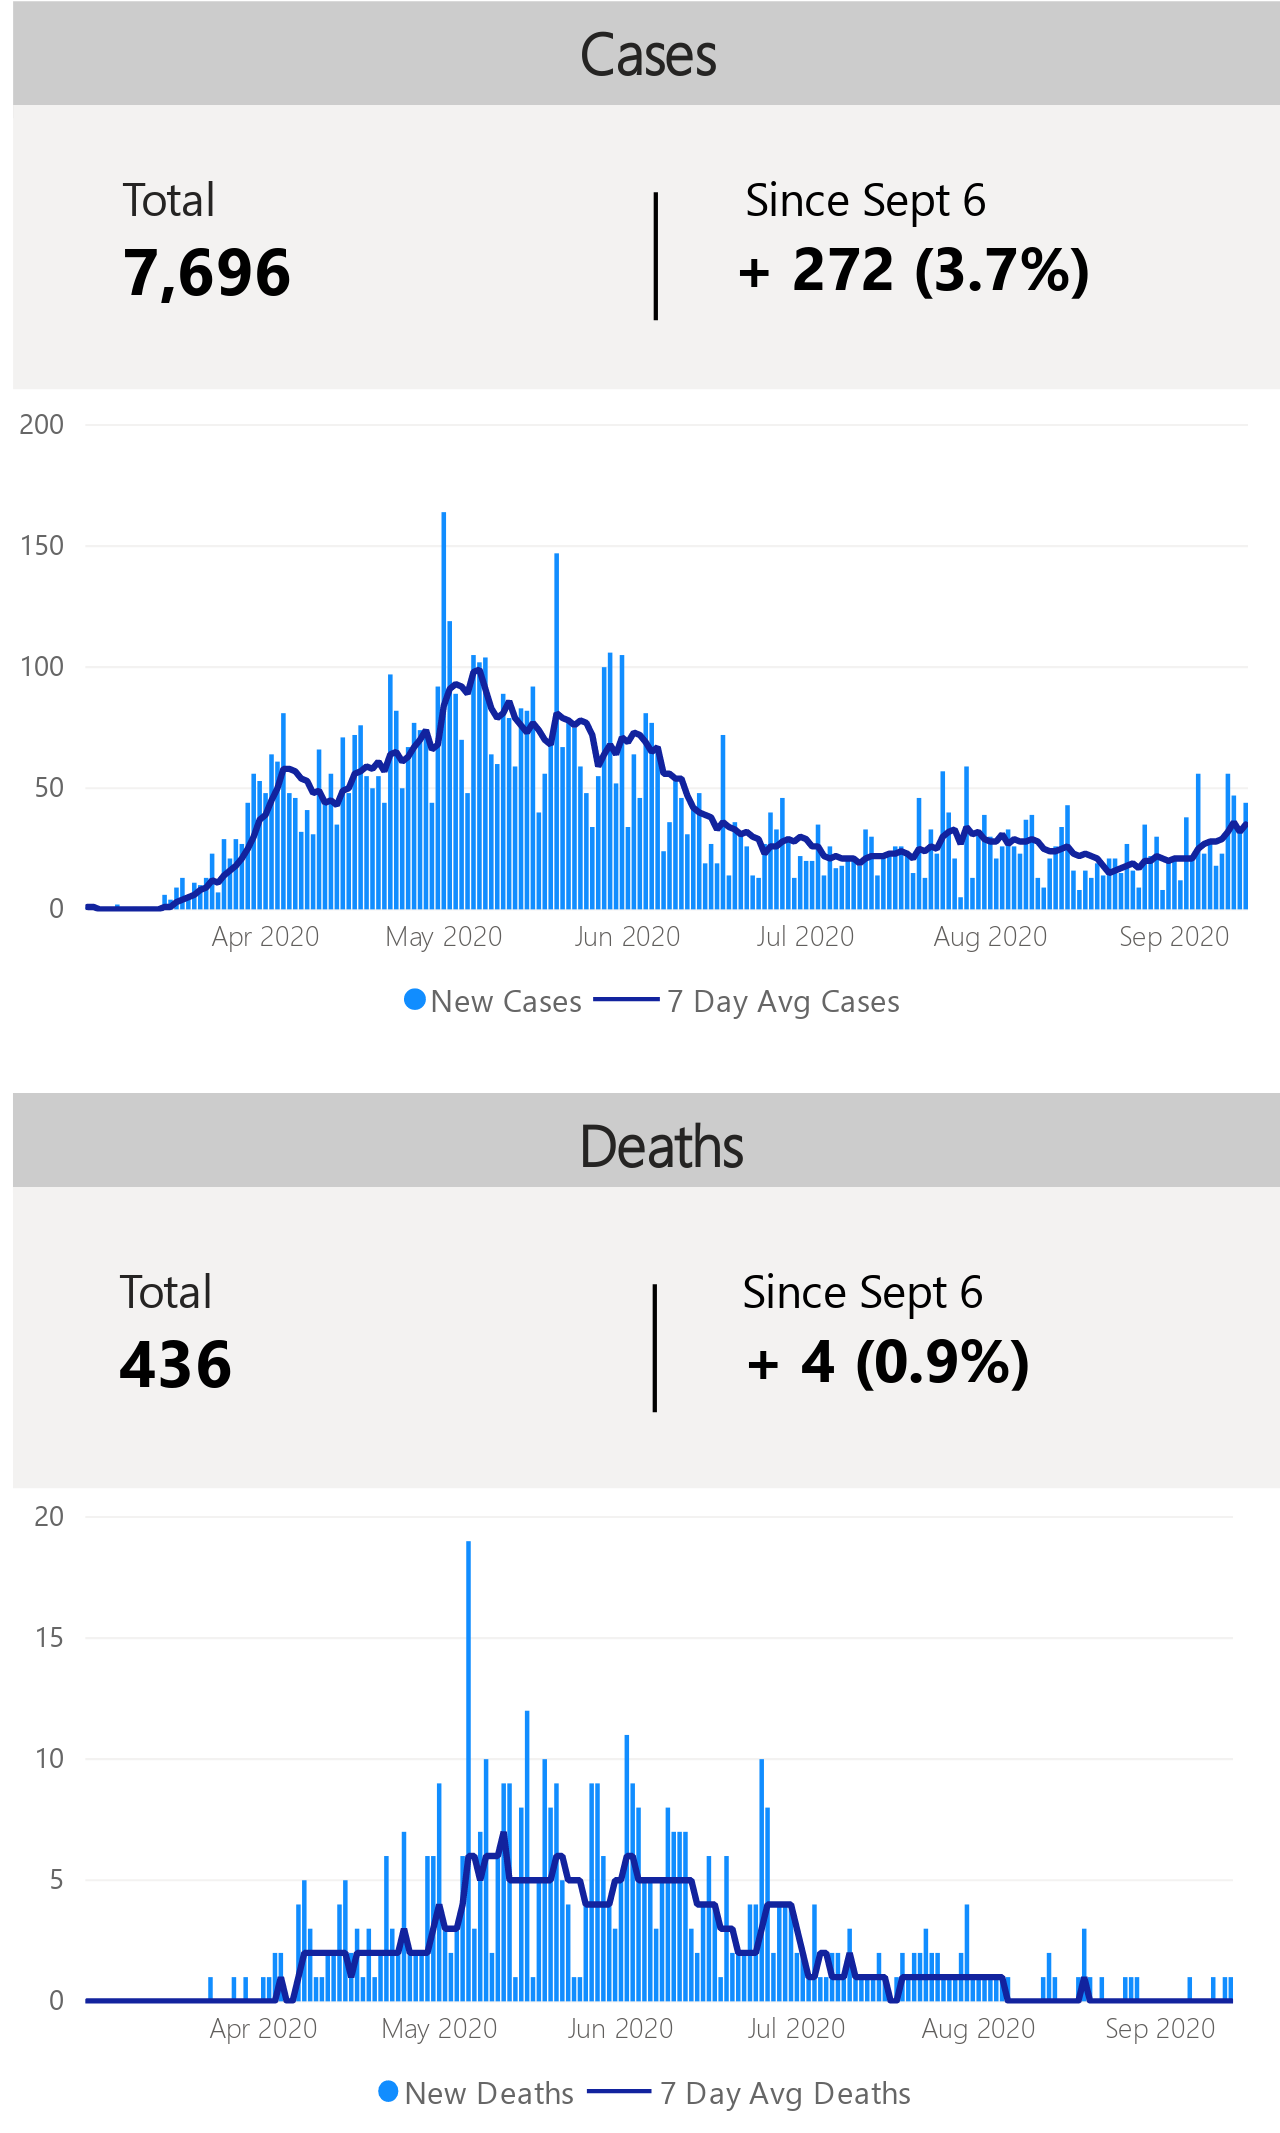 Cases
Total
Since Sept 6
7,696
+ 272 (3.7%)
200
150
100
50
0
Apr 2020
May 2020
Jun 2020
Jul 2020
Aug 2020
Sep 2020
New Cases
7 Day Avg Cases
Deaths
Total
Since Sept 6
436
+ 4 (0.9%)
20
15
10
5
0
Apr 2020
May 2020
Jun 2020
Jul 2020
Aug 2020
Sep 2020
New Deaths
7 Day Avg Deaths